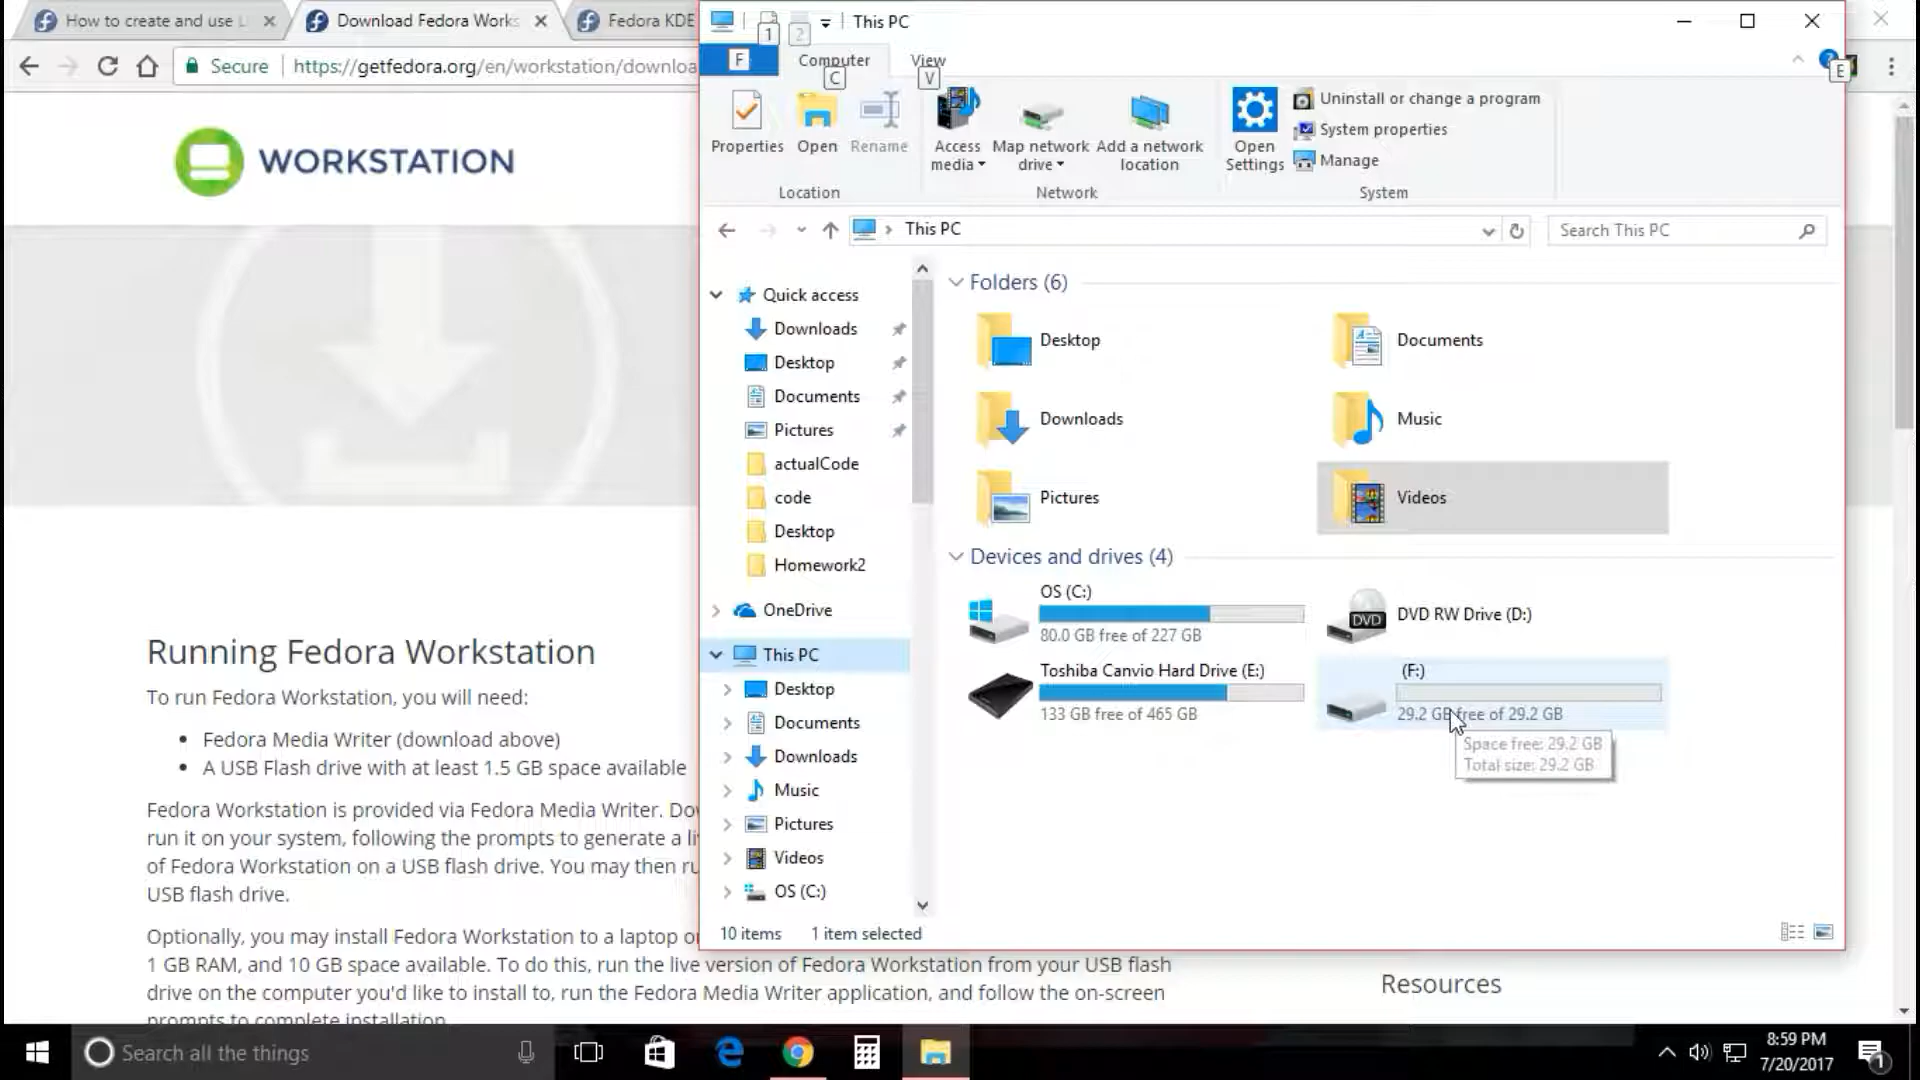 How to create and use L
Download Fedora Works
Fedora KDE
Secure
https://getfedora.org/en/workstation/downloa
WORKSTATION
Running Fedora Workstation
To run Fedora Workstation, you will need:
Fedora Media Writer (download above)
A USB Flash drive with at least 1.5 GB space available
Fedora Workstation is provided via Fedora Media Writer. Do
run it on your system, following the prompts to generate a li
of Fedora Workstation on a USB flash drive. You may then ru
USB flash drive.
Optionally, you may install Fedora Workstation to a laptop o
1 GB RAM, and 10 GB space available. To do this, run the live version of Fedora Workstation from your USB flash
drive on the computer you'd like to install to, run the Fedora Media Writer application, and follow the on-screen
prompts to complete installation
Resources
1
2
This PC
F
Computer
View
C
V
E
Properties
Open
Rename
Access media
Map network drive
Add a network location
Open Settings
Uninstall or change a program
System properties
Manage
Location
Network
System
This PC
Search This PC
Quick access
Downloads
Desktop
Documents
Pictures
actualCode
code
Desktop
Homework2
OneDrive
This PC
Desktop
Documents
Downloads
Music
Pictures
Videos
OS (C:)
Folders (6)
Desktop
Documents
Downloads
Music
Pictures
Videos
Devices and drives (4)
OS (C:)
80.0 GB free of 227 GB
DVD
DVD RW Drive (D:)
Toshiba Canvio Hard Drive (E:)
133 GB free of 465 GB
(F:)
29.2 GB free of 29.2 GB
Space free: 29.2 GB
Total size: 29.2 GB
10 items
1 item selected
Search all the things
8:59 PM
7/20/2017
1